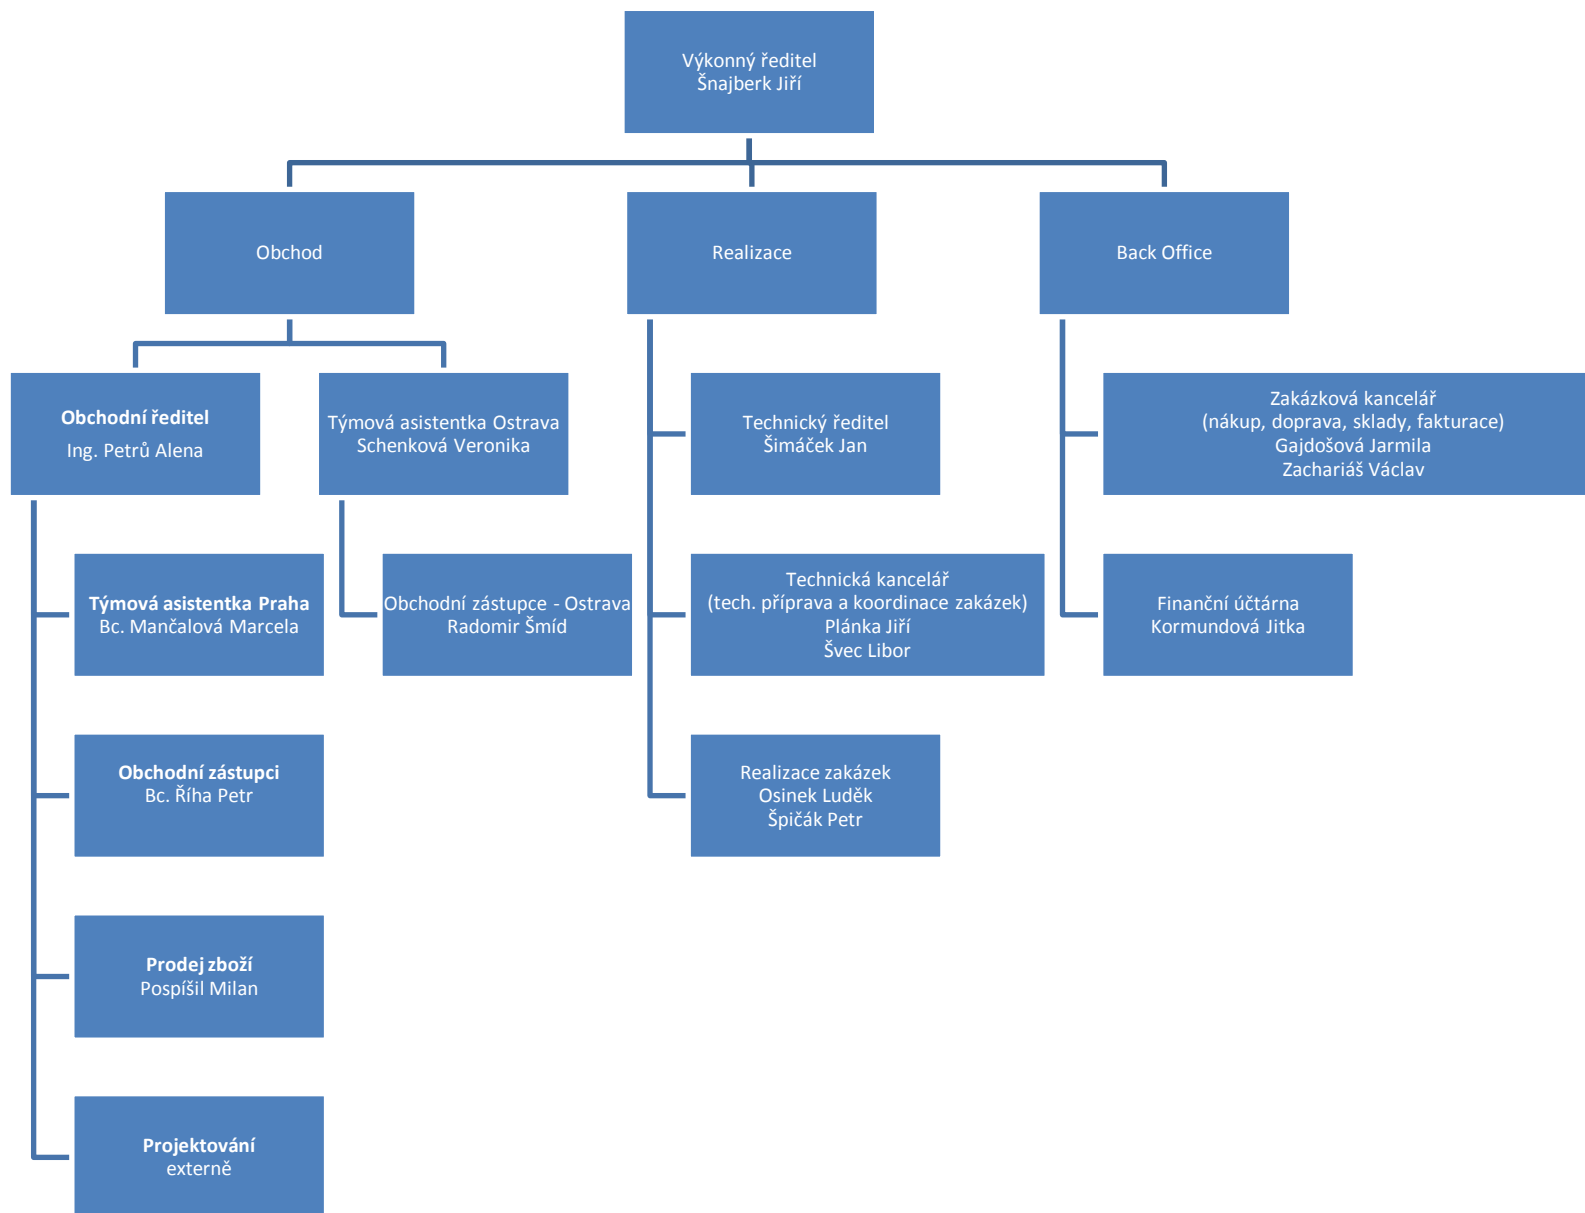 Výkonný ředitel
Šnajberk Jiří
Obchod
Realizace
Back Office
Obchodní ředitel
Ing. Petrů Alena
Týmová asistentka Ostrava
Schenková Veronika
Technický ředitel
Šimáček Jan
Zakázková kancelář
(nákup, doprava, sklady, fakturace)
Gajdošová Jarmila
Zachariáš Václav
Týmová asistentka Praha
Bc. Mančalová Marcela
Obchodní zástupce - Ostrava
Radomir Šmíd
Technická kancelář
(tech. příprava a koordinace zakázek)
Plánka Jiří
Švec Libor
Finanční účtárna
Kormundová Jitka
Obchodní zástupci
Bc. Říha Petr
Realizace zakázek
Osinek Luděk
Špičák Petr
Prodej zboží
Pospíšil Milan
Projektování
externě